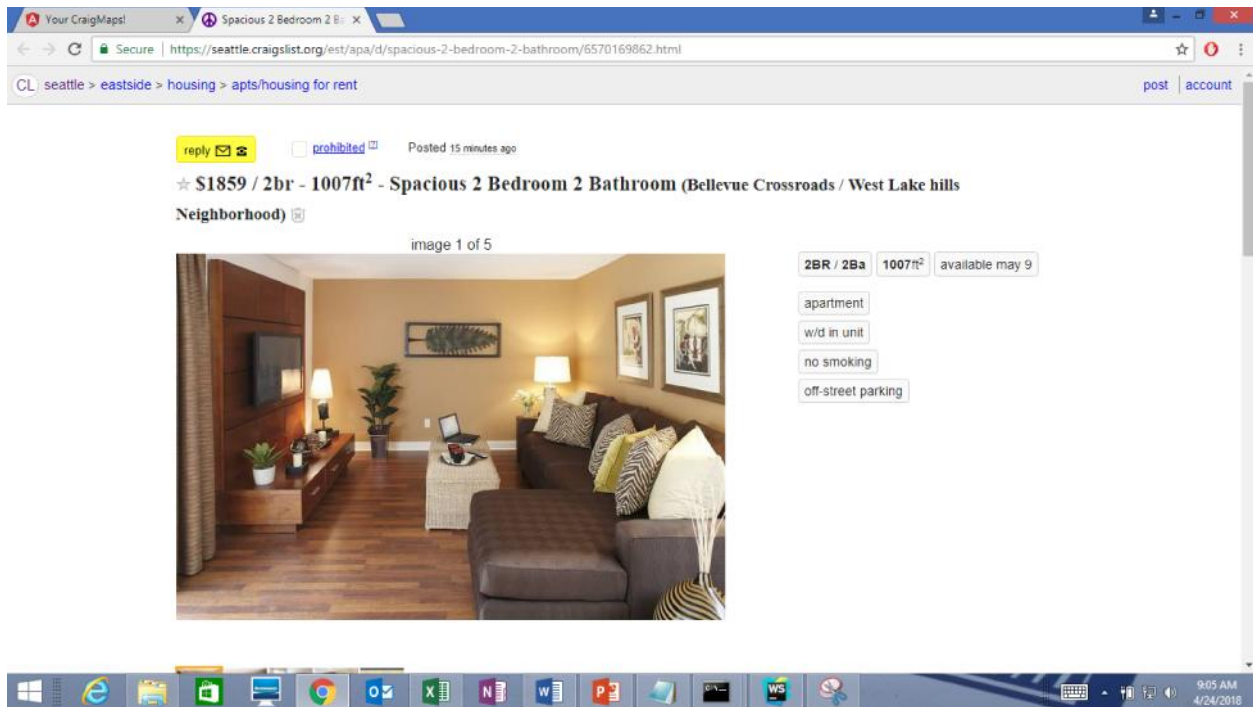 Your CraigMaps!
Spacious 2 Bedroom 2 Ba
Secure | https://seattle.craigslist.org/est/apa/d/spacious-2-bedroom-2-bathroom/6570169862.html
CL seattle > eastside > housing > apts/housing for rent
post account
reply prohibited [?] Posted 15 minutes ago
$1859 / 2br - 1007ft² - Spacious 2 Bedroom 2 Bathroom (Bellevue Crossroads / West Lake hills
Neighborhood)
image 1 of 5
2BR / 2Ba 1007ft² available may 9
apartment
w/d in unit
no smoking
off-street parking
WS
9:05 AM
4/24/2018